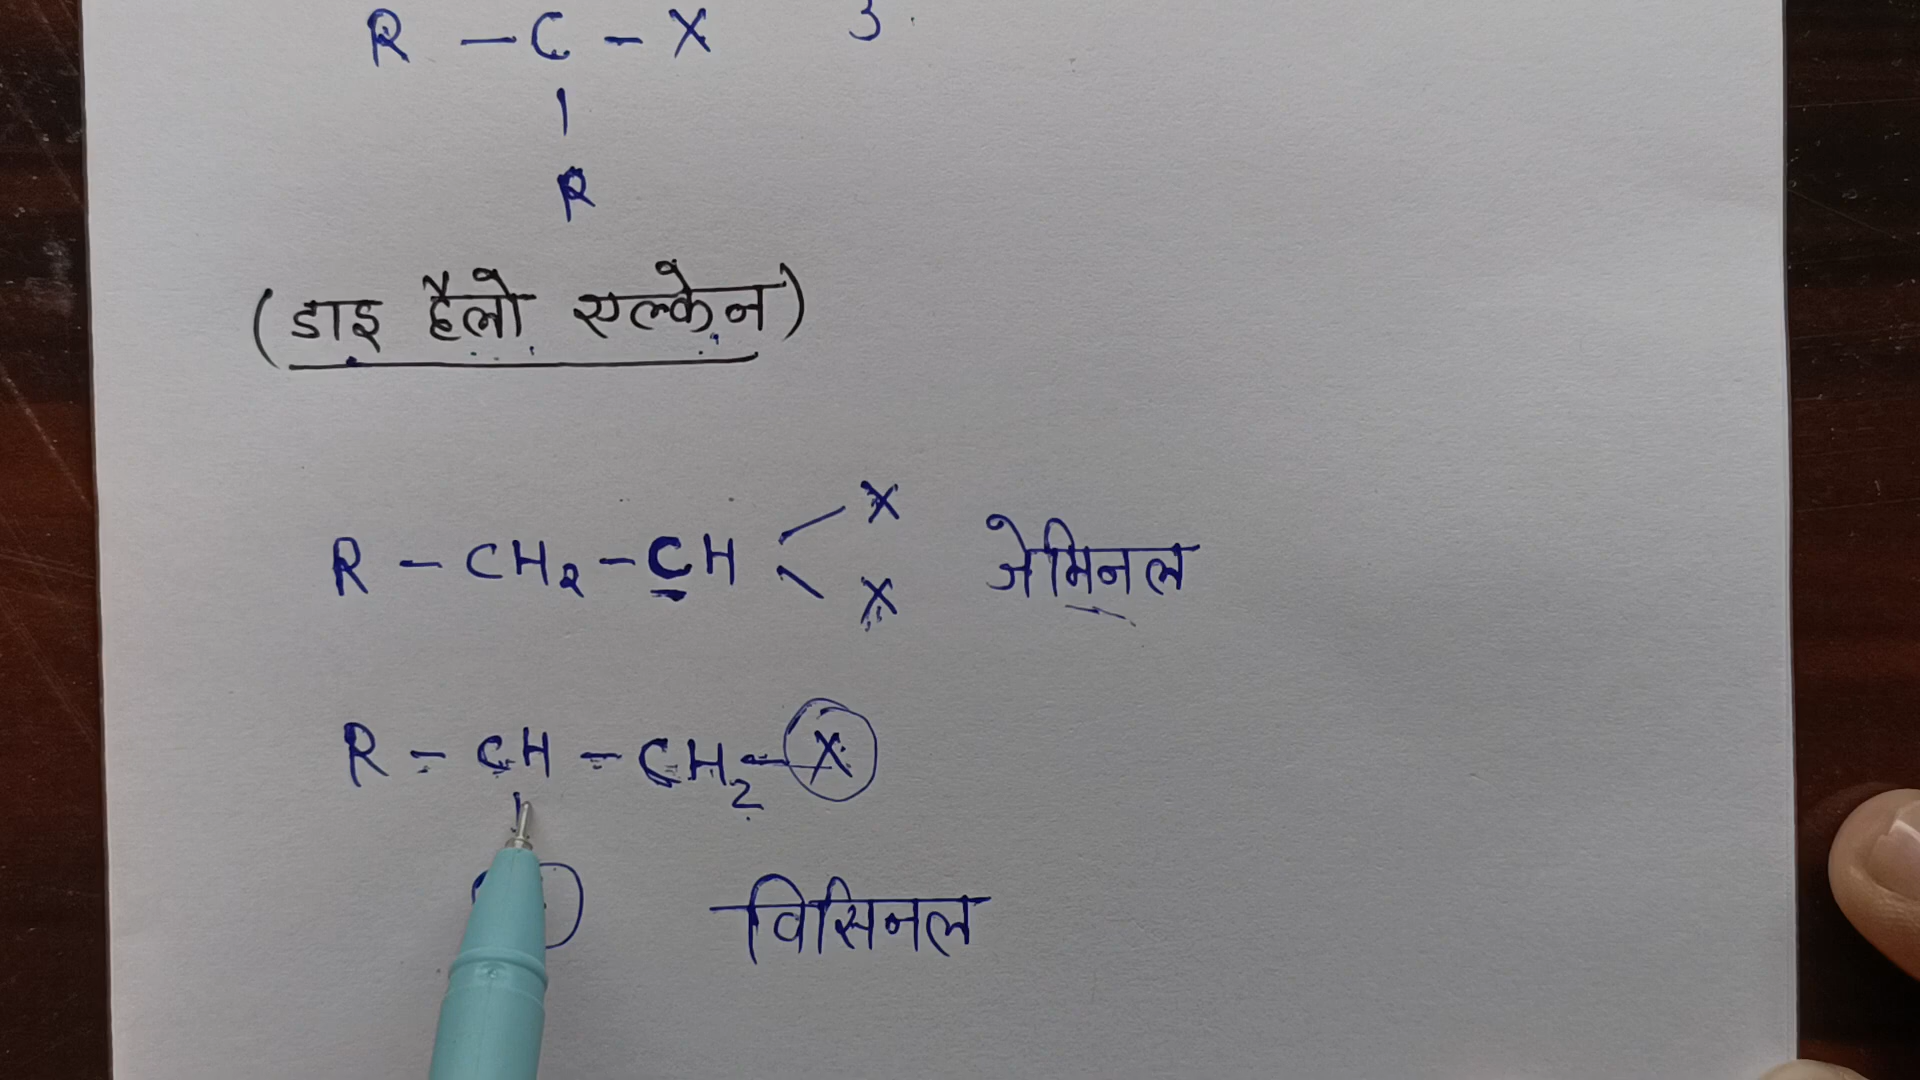 R - C - X 3
|
R
(डाइ हैलो एल्केन)
X
R - CH2 - CH < जेमिनल
X
R - CH - CH2 - X
|
विसिनल